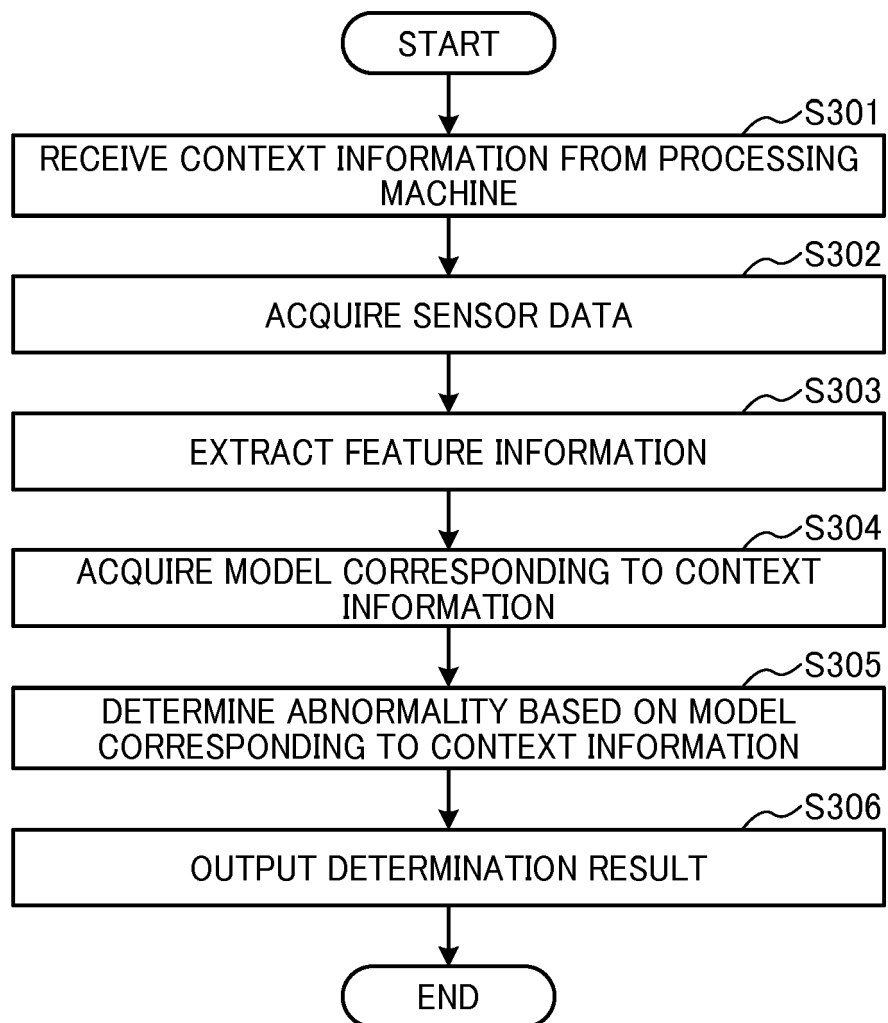 START
S301
RECEIVE CONTEXT INFORMATION FROM PROCESSING
MACHINE
S302
ACQUIRE SENSOR DATA
S303
EXTRACT FEATURE INFORMATION
S304
ACQUIRE MODEL CORRESPONDING TO CONTEXT
INFORMATION
S305
DETERMINE ABNORMALITY BASED ON MODEL
CORRESPONDING TO CONTEXT INFORMATION
S306
OUTPUT DETERMINATION RESULT
END